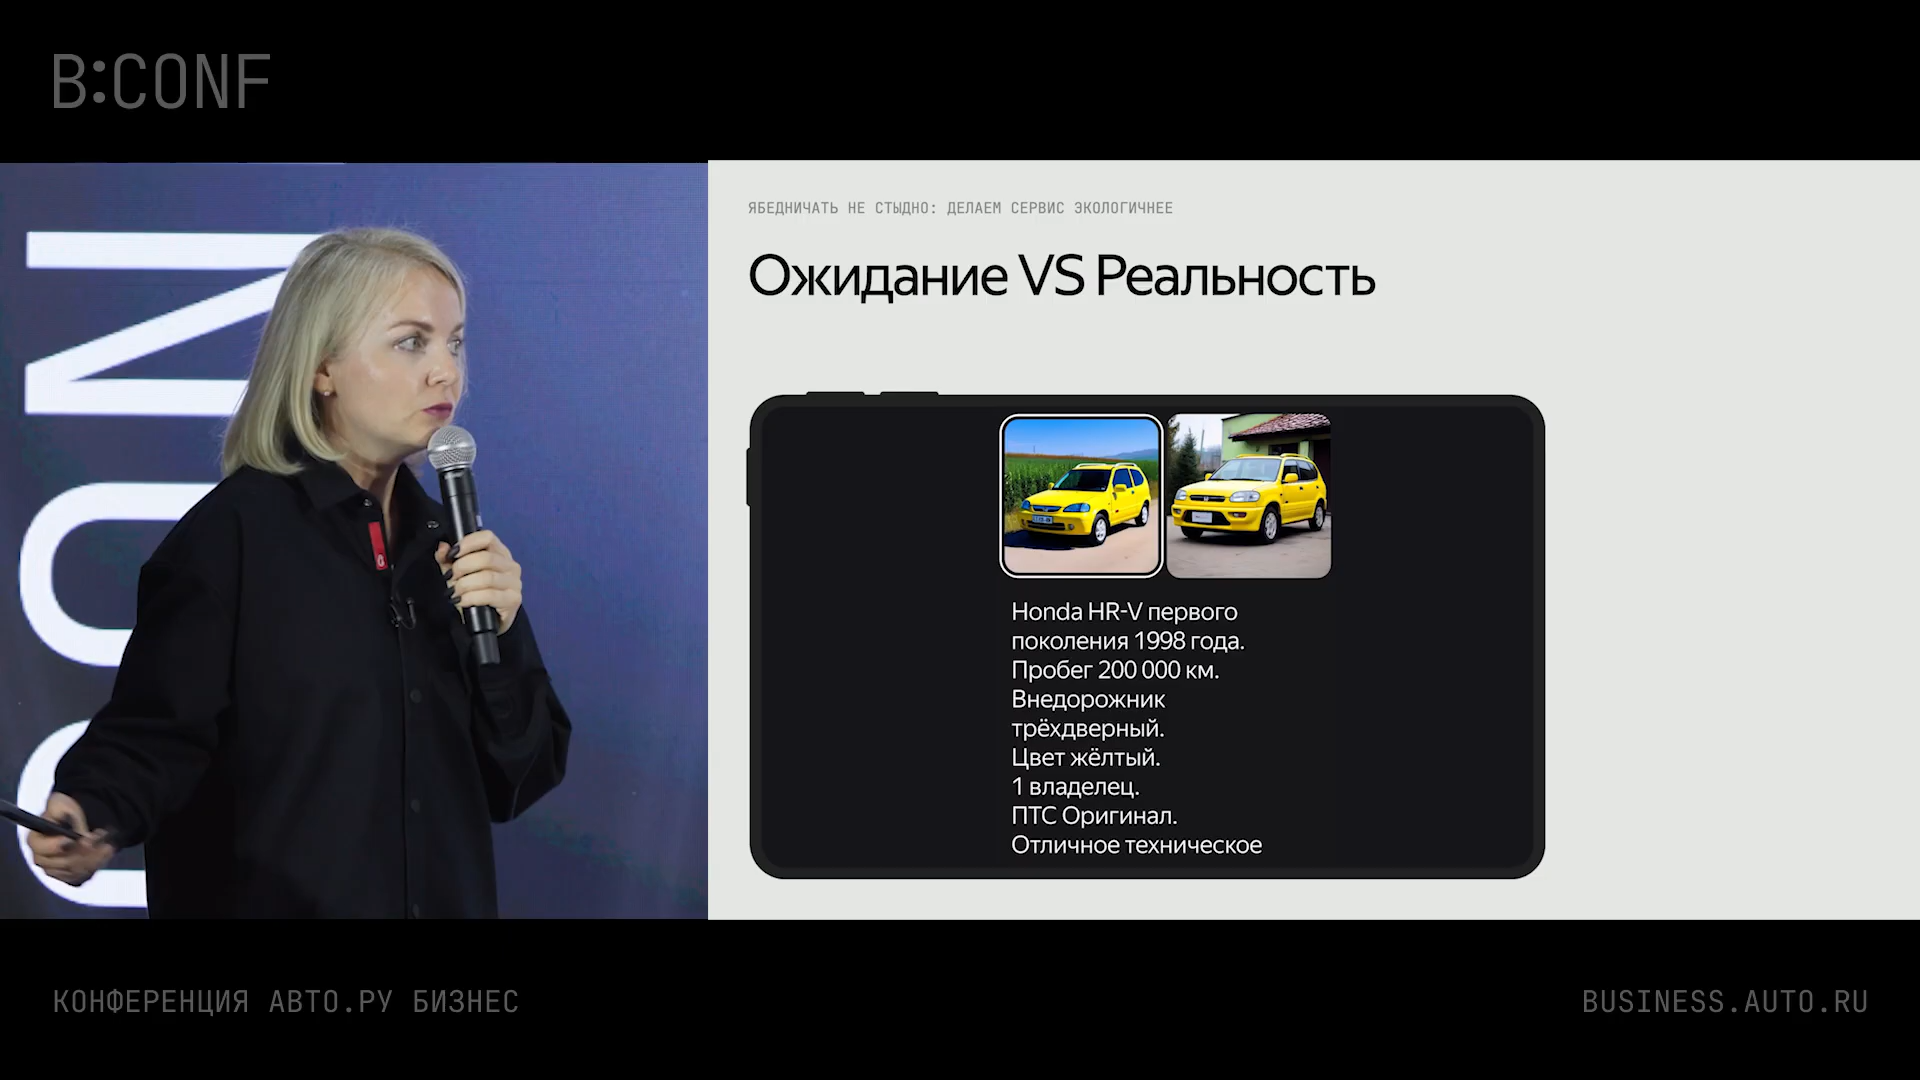 B:CONF
ЯБЕДНИЧАТЬ НЕ СТЫДНО: ДЕЛАЕМ СЕРВИС ЭКОЛОГИЧНЕЕ
Ожидание VS Реальность
Honda HR-V первого
поколения 1998 года.
Пробег 200 000 км.
Внедорожник
трёхдверный.
Цвет жёлтый.
1 владелец.
ПТС Оригинал.
Отличное техническое
КОНФЕРЕНЦИЯ АВТО.РУ БИЗНЕС
BUSINESS.AUTO.RU